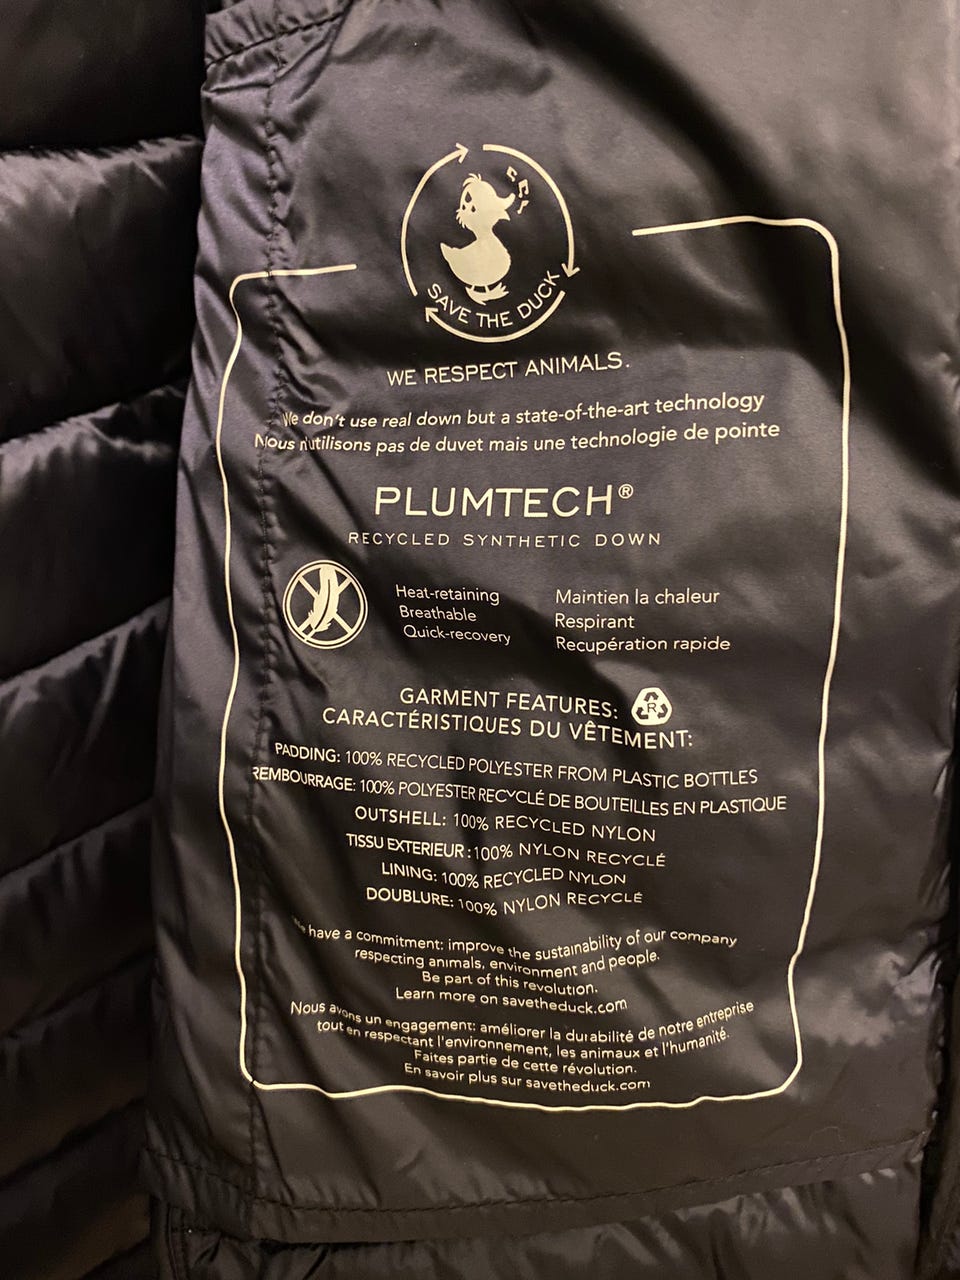 SAVE THE DUCK
WE RESPECT ANIMALS.
We don't use real down but a state-of-the-art technology
Nous n'utilisons pas de duvet mais une technologie de pointe
PLUMTECH®
RECYCLED SYNTHETIC DOWN
Heat-retaining
Breathable
Quick-recovery
Maintien la chaleur
Respirant
Recupération rapide
GARMENT FEATURES:
R
CARACTÉRISTIQUES DU VÊTEMENT:
PADDING: 100% RECYCLED POLYESTER FROM PLASTIC BOTTLES
REMBOURRAGE: 100% POLYESTER RECYCLÉ DE BOUTEILLES EN PLASTIQUE
OUTSHELL: 100% RECYCLED NYLON
TISSU EXTERIEUR : 100% NYLON RECYCLÉ
LINING: 100% RECYCLED NYLON
DOUBLURE: 100% NYLON RECYCLÉ
We have a commitment: improve the sustainability of our company
respecting animals, environment and people.
Be part of this revolution.
Learn more on savetheduck.com
Nous avons un engagement: améliorer la durabilité de notre entreprise
tout en respectant l'environnement, les animaux et l'humanité.
Faites partie de cette révolution.
En savoir plus sur savetheduck.com